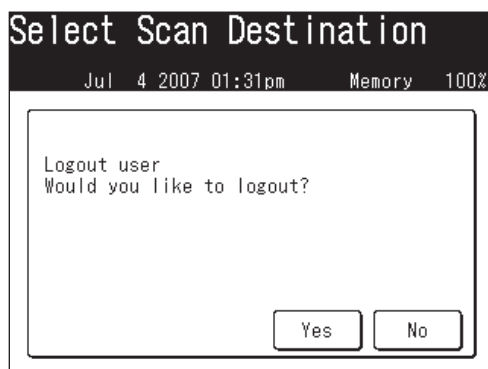 Select Scan Destination
Jul 4 2007 01:31pm Memory 100%
Logout user
Would you like to logout?
Yes No